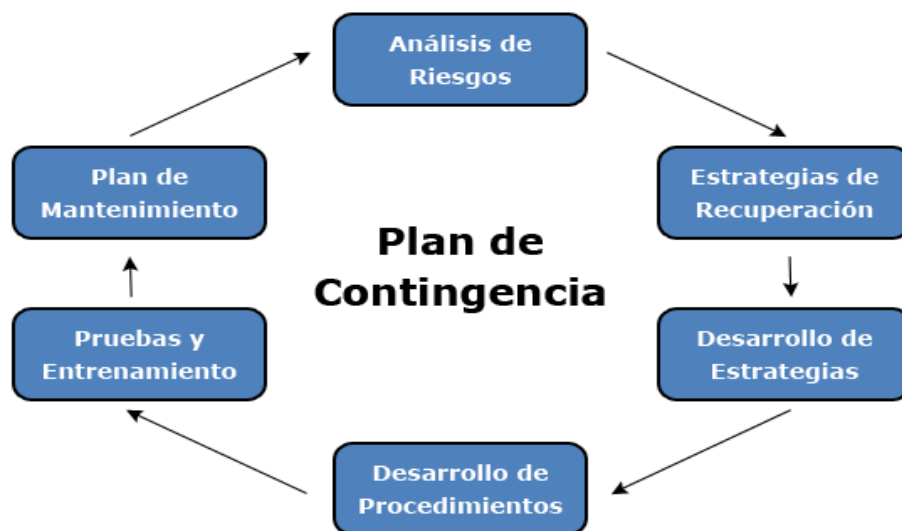 Análisis de
Riesgos
Estrategias de
Recuperación
Desarrollo de
Estrategias
Desarrollo de
Procedimientos
Pruebas y
Entrenamiento
Plan de
Mantenimiento
Plan de
Contingencia